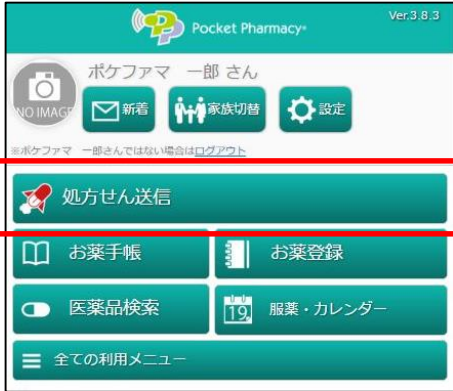 Pocket Pharmacy
Ver.3.8.3
ポケファマ 一郎 さん
NO IMAGE
新着
家族切替
設定
※ポケファマ 一郎さんではない場合はログアウト
処方せん送信
お薬手帳
お薬登録
医薬品検索
19
服薬・カレンダー
全ての利用メニュー